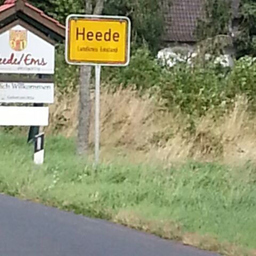 Heede
Landkreis Emsland
eede/Ems
lich Willkommen